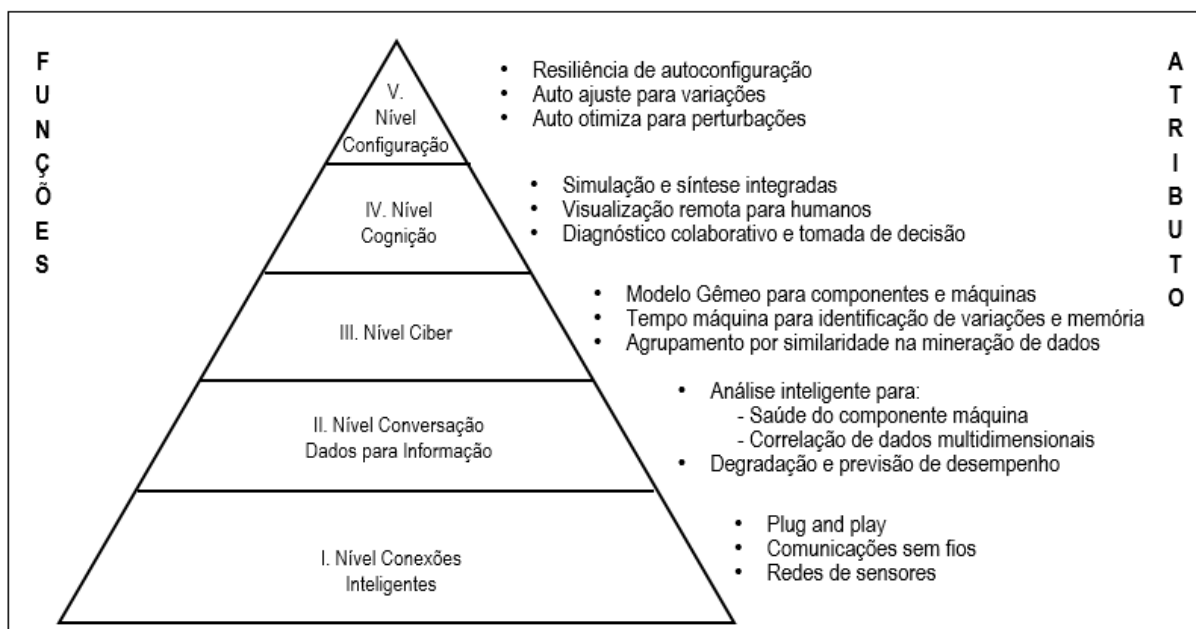 FUNÇÕES
V.
Nível
Configuração
• Resiliência de autoconfiguração
• Auto ajuste para variações
• Auto otimiza para perturbações
IV. Nível
Cognição
• Simulação e síntese integradas
• Visualização remota para humanos
• Diagnóstico colaborativo e tomada de decisão
III. Nível Ciber
• Modelo Gêmeo para componentes e máquinas
• Tempo máquina para identificação de variações e memória
• Agrupamento por similaridade na mineração de dados
II. Nível Conversação
Dados para Informação
• Análise inteligente para:
- Saúde do componente máquina
- Correlação de dados multidimensionais
• Degradação e previsão de desempenho
I. Nível Conexões
Inteligentes
• Plug and play
• Comunicações sem fios
• Redes de sensores
ATRIBUTO